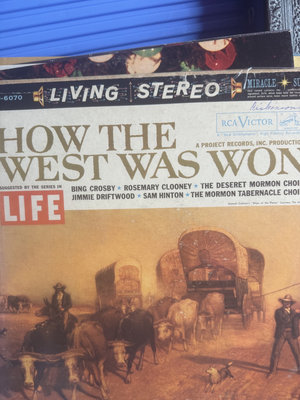 -6070
LIVING STEREO
MIRACLE
RCA VICTOR
HOW THE
WEST WAS WON
A PROJECT RECORDS, INC. PRODUCTION
SUGGESTED BY THE SERIES IN
LIFE
BING CROSBY ★ ROSEMARY CLOONEY ★ THE DESERET MORMON CHOI
JIMMIE DRIFTWOOD ★ SAM HINTON ★ THE MORMON TABERNACLE CHOI